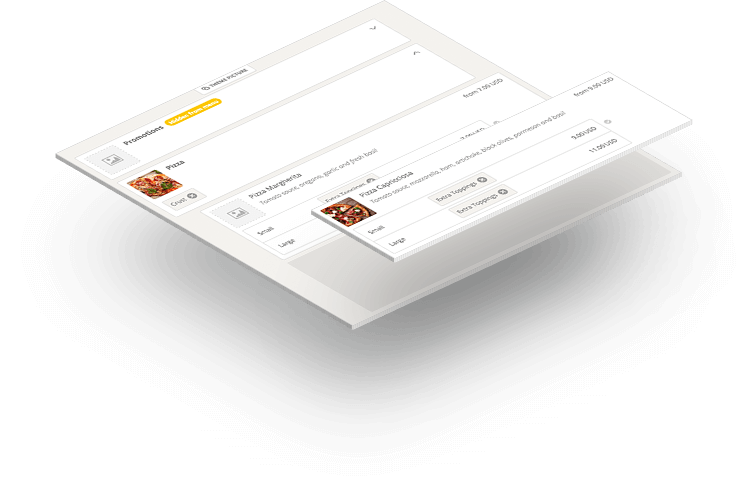 THEME PICTURE
Promotions
Hidden from menu
Pizza
Crust
from 7.00 USD
Pizza Margherita
Tomato sauce, oregano, garlic and fresh basil
Extra Toppings
Small
Large
from 9.00 USD
Pizza Capricciosa
Tomato sauce, mozzarella, ham, artichoke, black olives, parmesan and basil
Small
Extra Toppings
9.00 USD
Large
Extra Toppings
11.00 USD